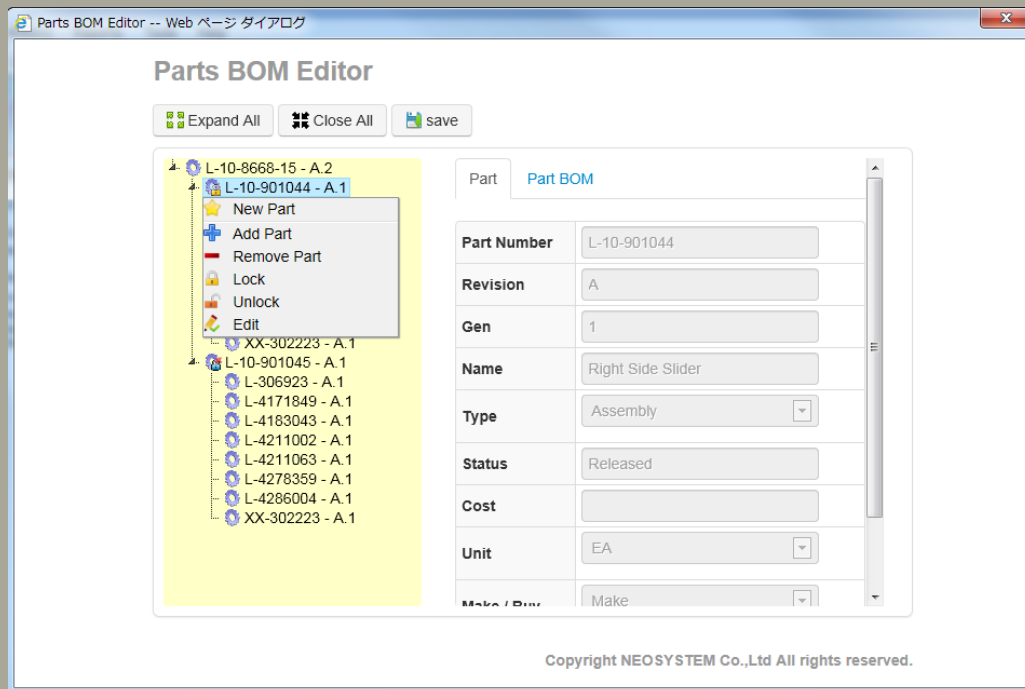 Parts BOM Editor -- Web ページ ダイアログ
Parts BOM Editor
Expand All
Close All
save
L-10-8668-15 - A.2
L-10-901044 - A.1
New Part
Add Part
Remove Part
Lock
Unlock
Edit
XX-302223 - A.1
L-10-901045 - A.1
L-306923 - A.1
L-4171849 - A.1
L-4183043 - A.1
L-4211002 - A.1
L-4211063 - A.1
L-4278359 - A.1
L-4286004 - A.1
XX-302223 - A.1
Part
Part BOM
Part Number L-10-901044
Revision A
Gen 1
Name Right Side Slider
Type Assembly
Status Released
Cost
Unit EA
Make / Buy Make
Copyright NEOSYSTEM Co.,Ltd All rights reserved.